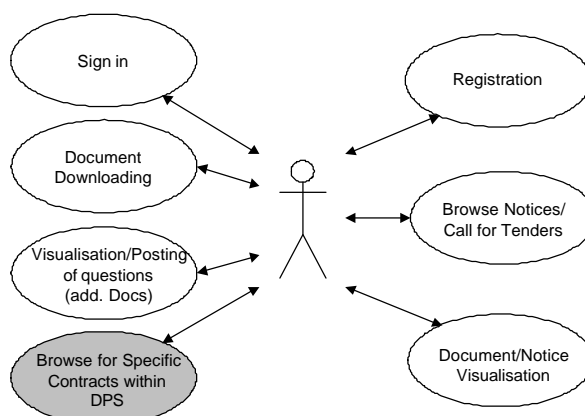 Sign in
Document
Downloading
Visualisation/Posting
of questions
(add. Docs)
Browse for Specific
Contracts within
DPS
Registration
Browse Notices/
Call for Tenders
Document/Notice
Visualisation